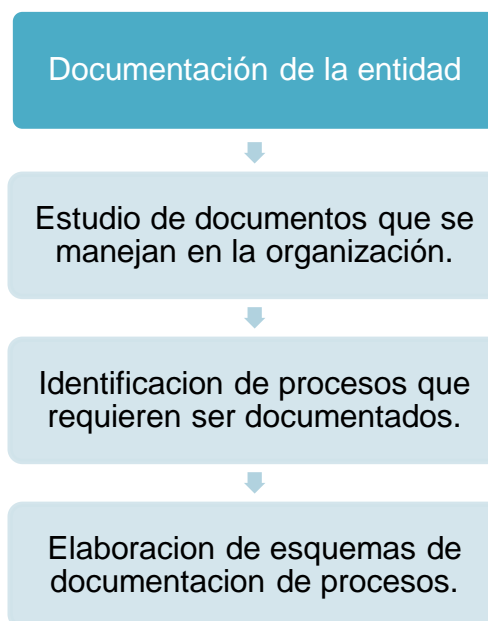 Documentación de la entidad
Estudio de documentos que se
manejan en la organización.
Identificacion de procesos que
requieren ser documentados.
Elaboracion de esquemas de
documentacion de procesos.